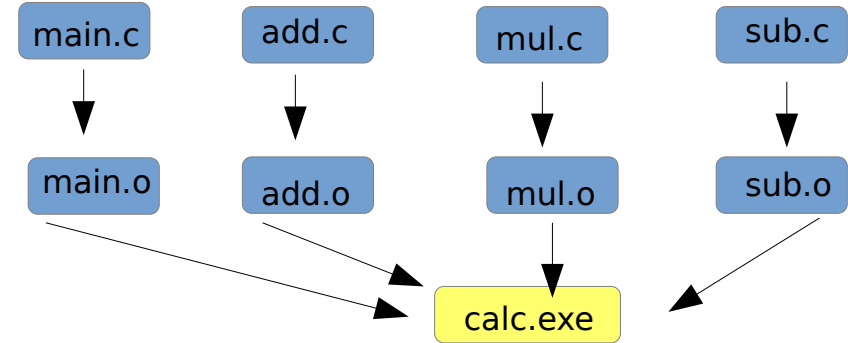 main.c
add.c
mul.c
sub.c
main.o
add.o
mul.o
sub.o
calc.exe